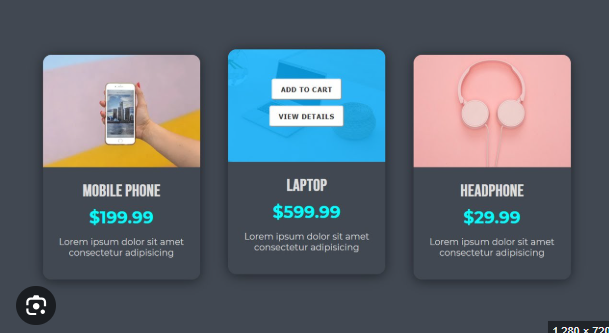 MOBILE PHONE
$199.99
Lorem ipsum dolor sit amet
consectetur adipisicing
ADD TO CART
VIEW DETAILS
LAPTOP
$599.99
Lorem ipsum dolor sit amet
consectetur adipisicing
HEADPHONE
$29.99
Lorem ipsum dolor sit amet
consectetur adipisicing
1,280 × 720